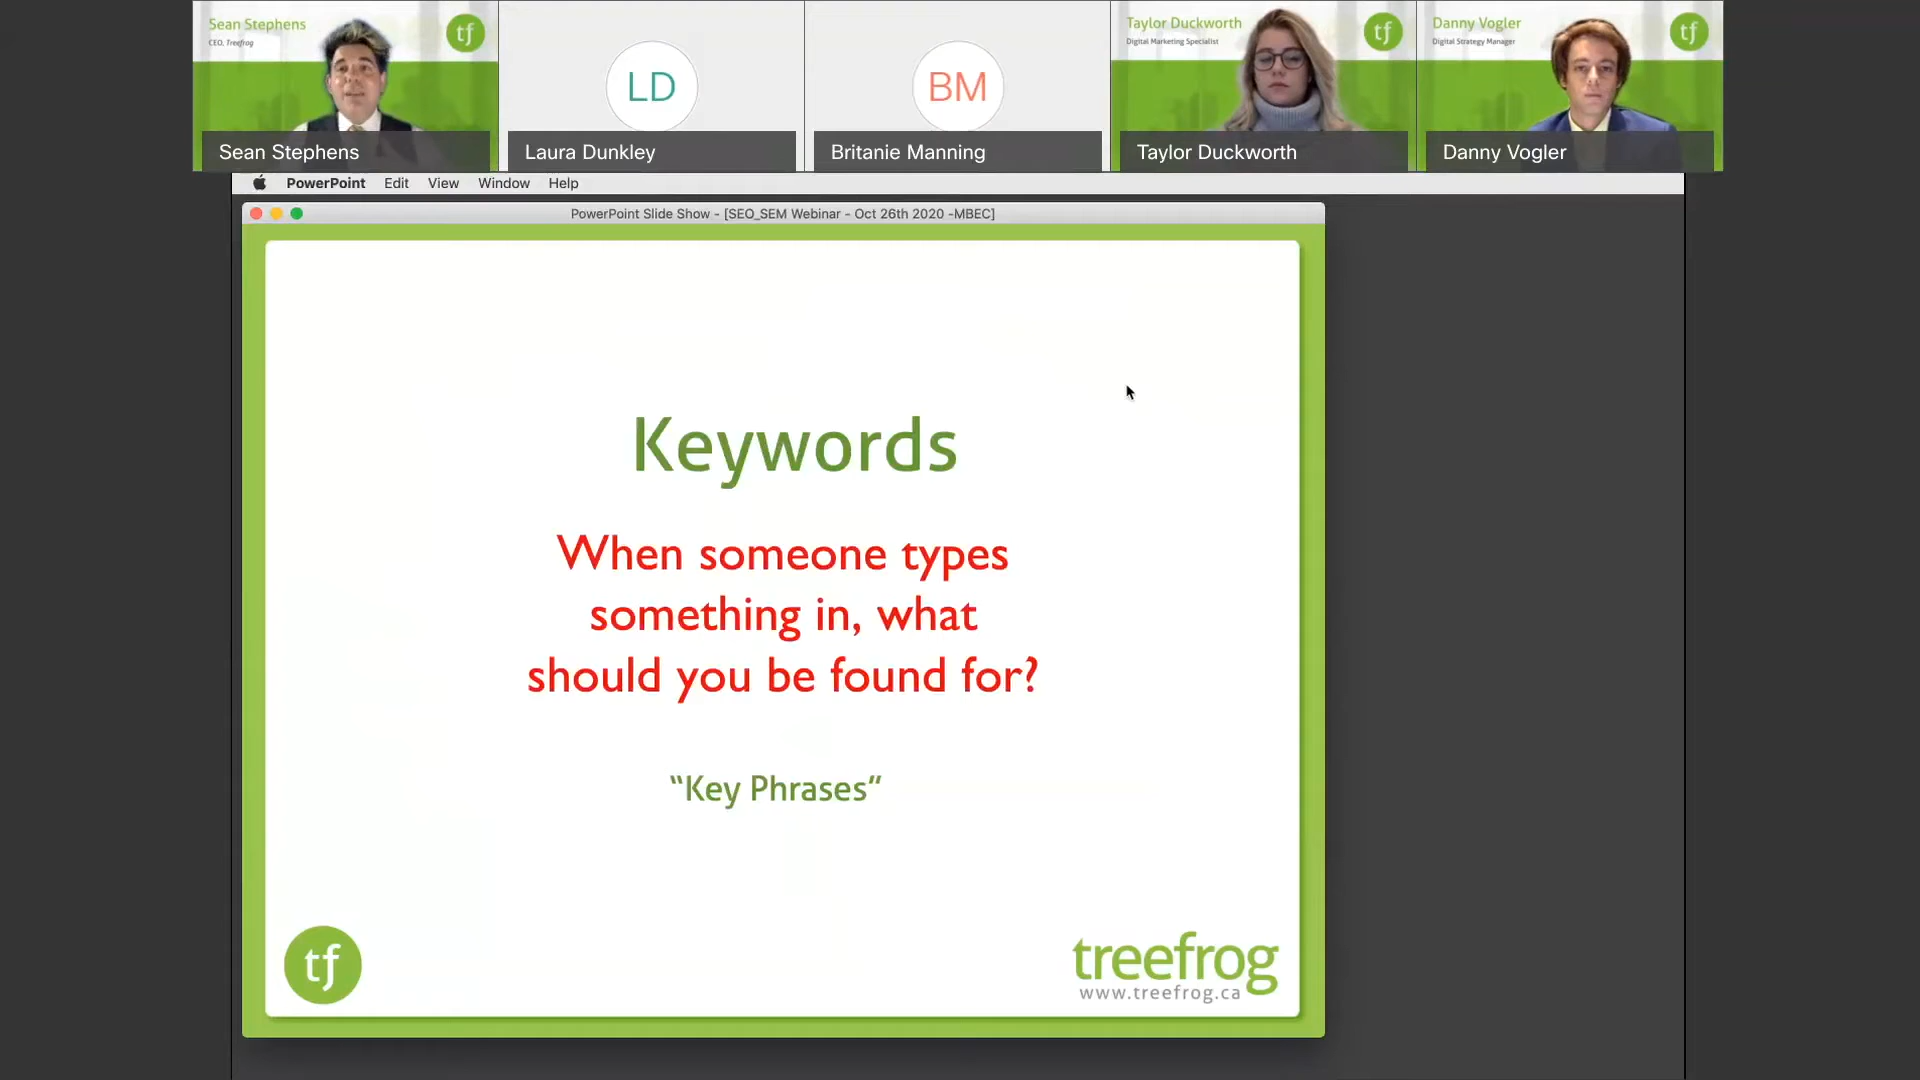 Sean Stephens
CEO, Treefrog
tf
Sean Stephens
LD
Laura Dunkley
BM
Britanie Manning
Taylor Duckworth
Digital Marketing Specialist
tf
Taylor Duckworth
Danny Vogler
Digital Strategy Manager
tf
Danny Vogler
PowerPoint Edit View Window Help
PowerPoint Slide Show - [SEO_SEM Webinar - Oct 26th 2020 -MBEC]
Keywords
When someone types
something in, what
should you be found for?
“Key Phrases”
tf
treefrog
www.treefrog.ca